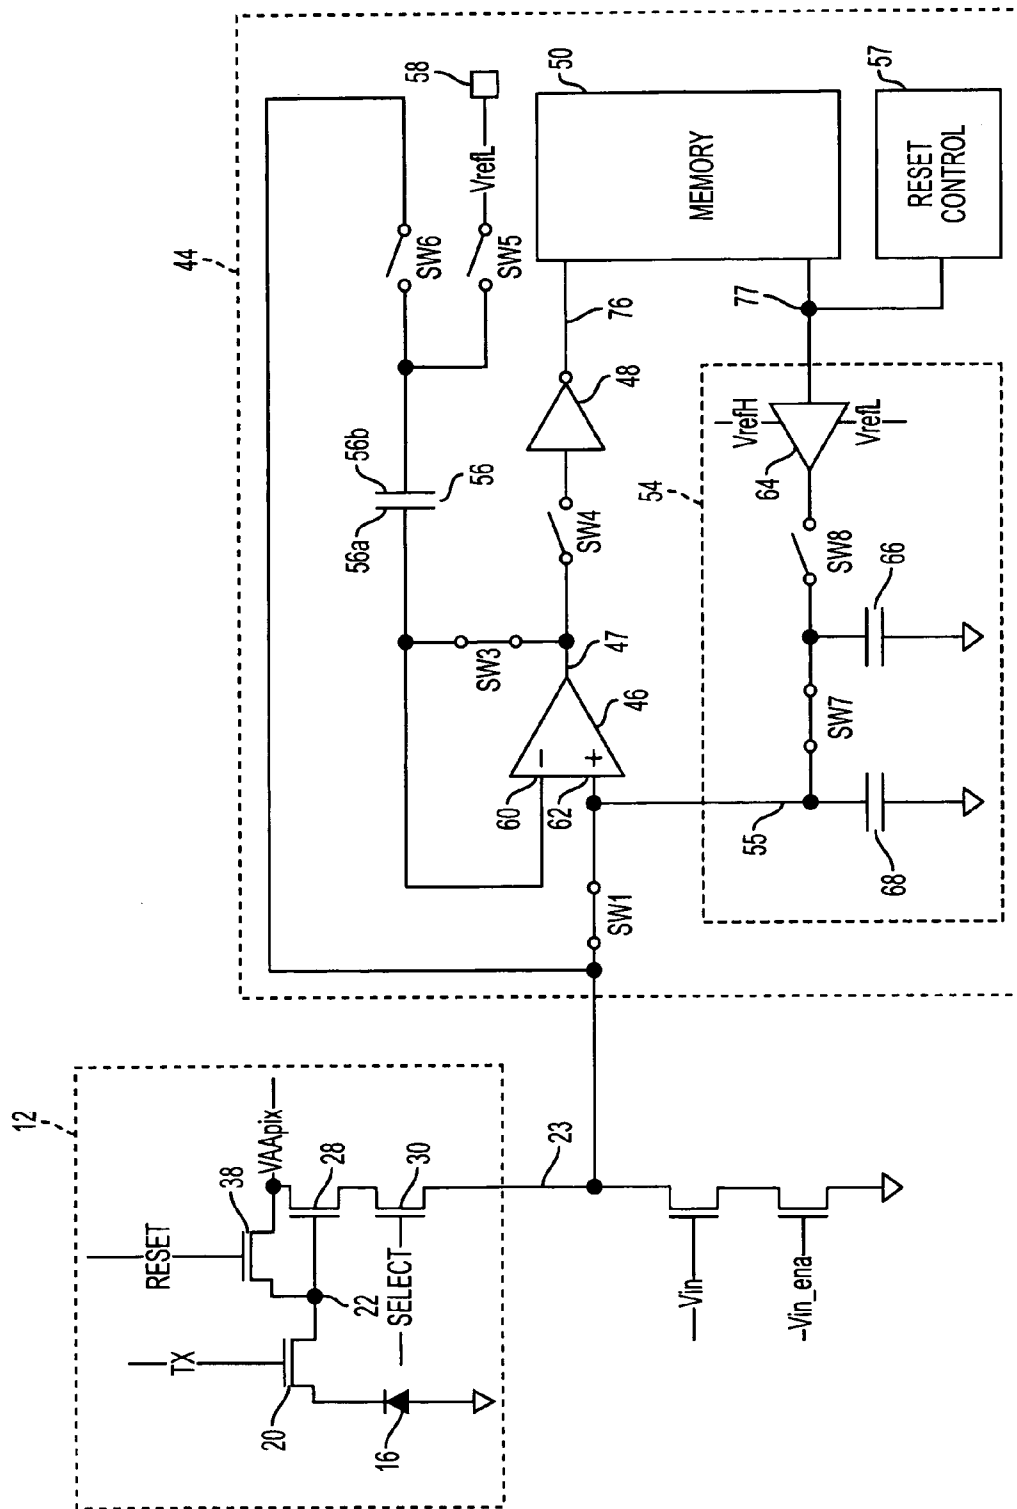 44
58
VrefL
SW6
SW5
56b
56a
56
50
MEMORY
76
48
SW4
SW3
47
46
60
62
−
+
SW1
55
54
77
57
RESET CONTROL
VrefH
VrefL
64
SW8
66
SW7
68
12
RESET
38
VAApix
28
30
TX
22
SELECT
20
16
23
Vin
Vin_ena